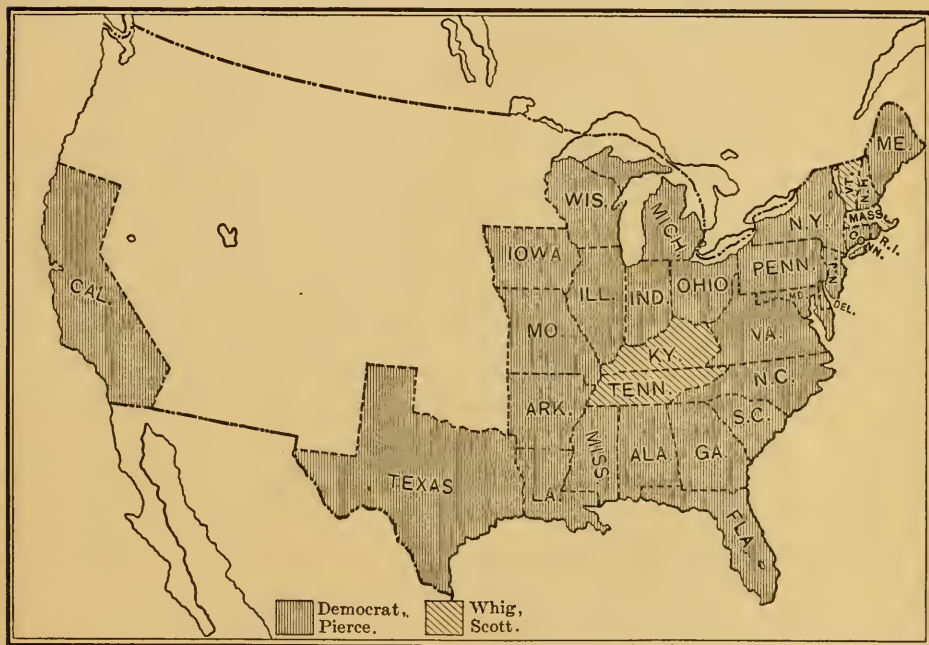 ME.
VT.
N.H.
WIS.
MICH.
N.Y.
MASS.
R.I.
CONN.
IOWA
PENN.
N.J.
ILL.
IND.
OHIO
MD.
DEL.
CAL.
MO.
KY.
VA.
TENN.
N.C.
ARK.
S.C.
MISS.
ALA.
GA.
TEXAS
LA.
FLA.
Democrat,
Pierce.
Whig,
Scott.